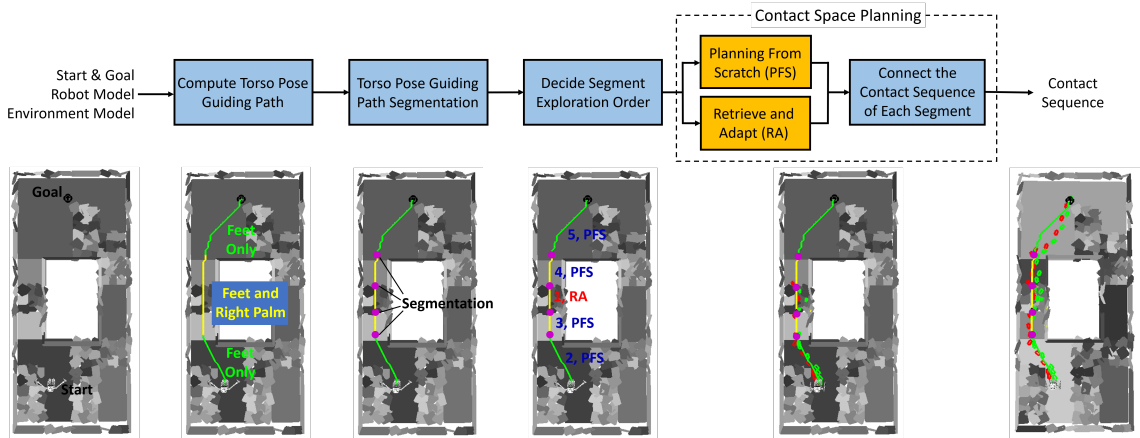 Contact Space Planning
Start & Goal
Robot Model
Environment Model
Compute Torso Pose
Guiding Path
Torso Pose Guiding
Path Segmentation
Decide Segment
Exploration Order
Planning From
Scratch (PFS)
Retrieve and
Adapt (RA)
Connect the
Contact Sequence
of Each Segment
Contact
Sequence
Goal
Start
Feet
Only
Feet and
Right Palm
Feet
Only
Segmentation
5, PFS
4, PFS
1, RA
3, PFS
2, PFS